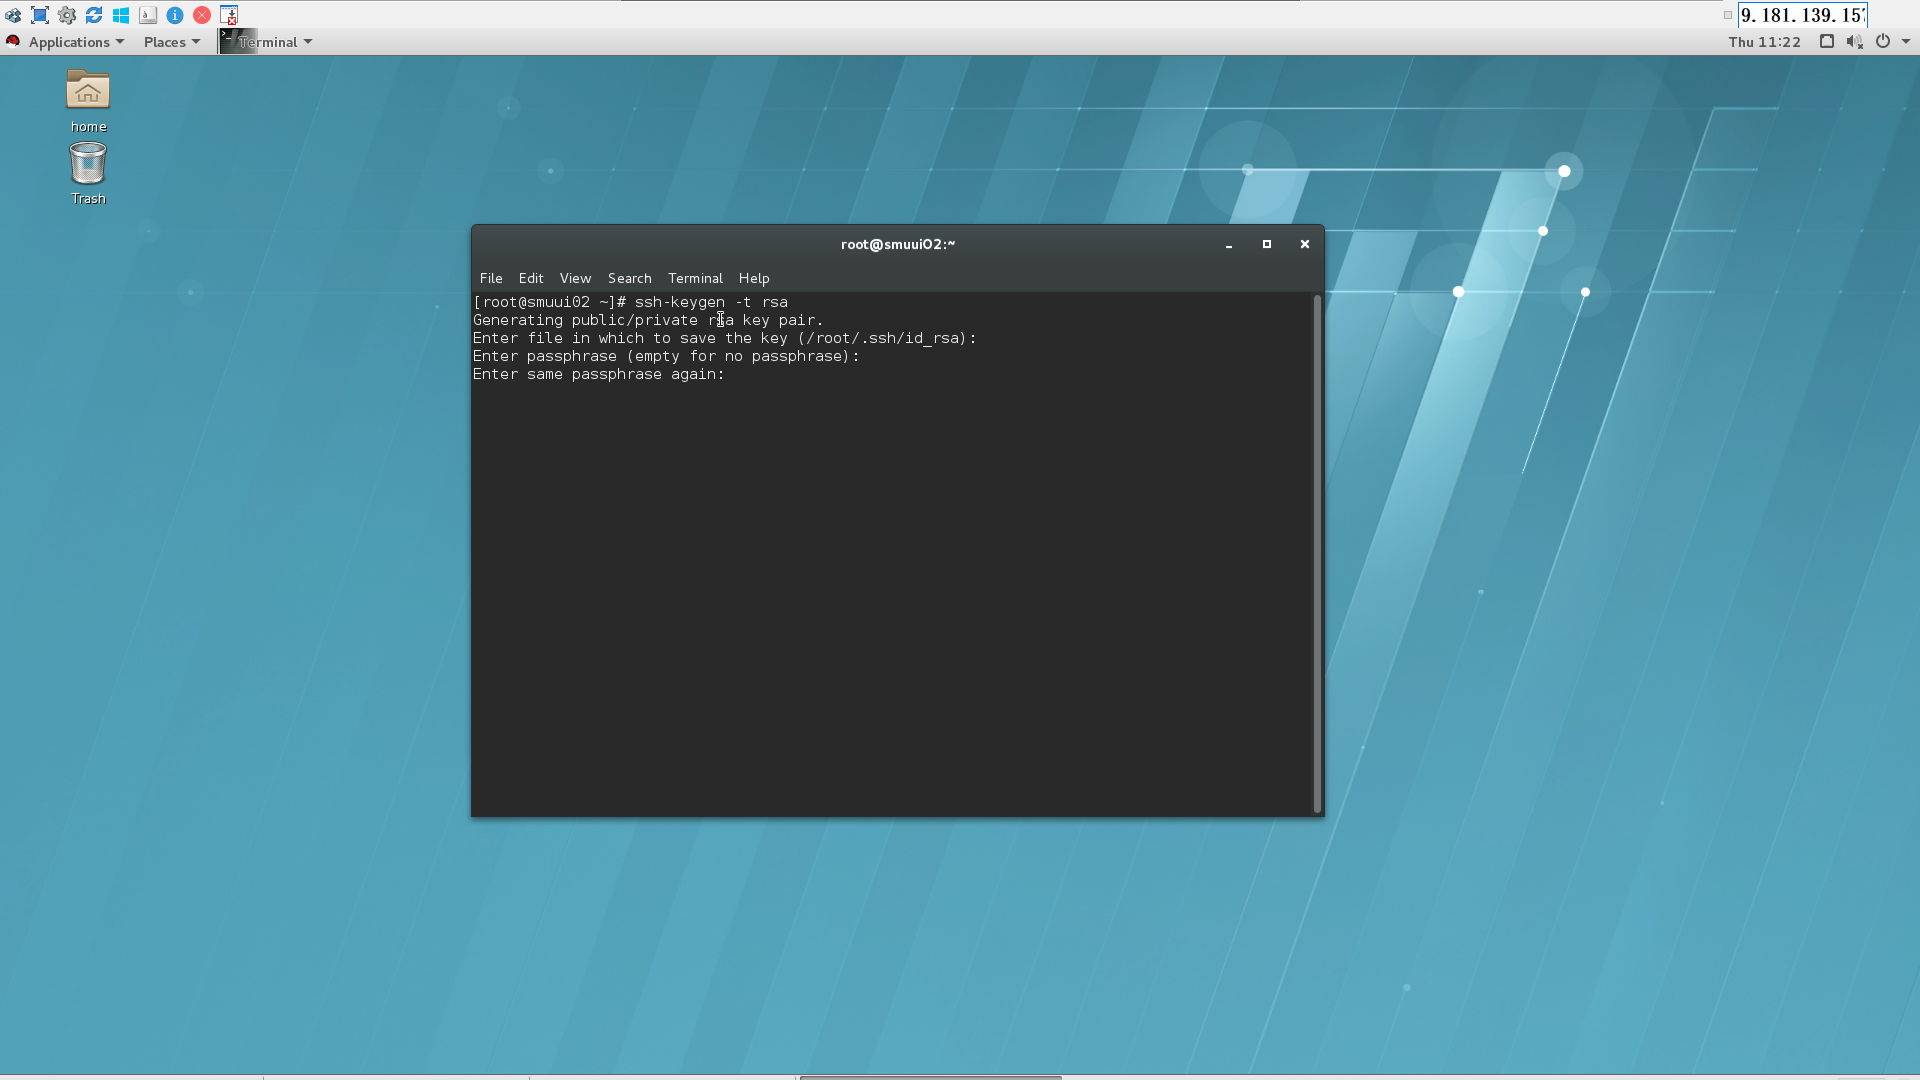 9.181.139.157
Applications Places Terminal Thu 11:22
home
Trash
root@smuui02:~
File Edit View Search Terminal Help
[root@smuui02 ~]# ssh-keygen -t rsa
Generating public/private rsa key pair.
Enter file in which to save the key (/root/.ssh/id_rsa):
Enter passphrase (empty for no passphrase):
Enter same passphrase again: